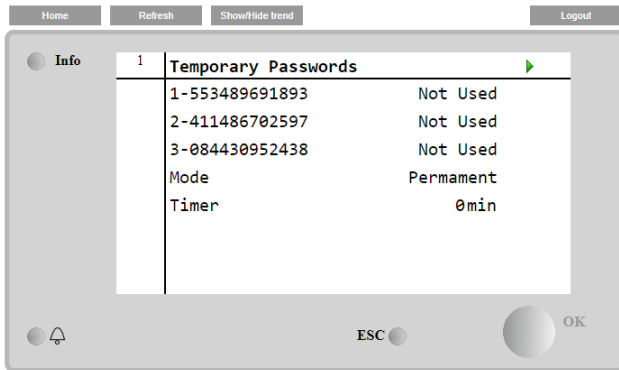 Home Refresh Show/Hide trend Logout
Info
1 Temporary Passwords
1-553489691893 Not Used
2-411486702597 Not Used
3-084430952438 Not Used
Mode Permament
Timer 0min
ESC OK